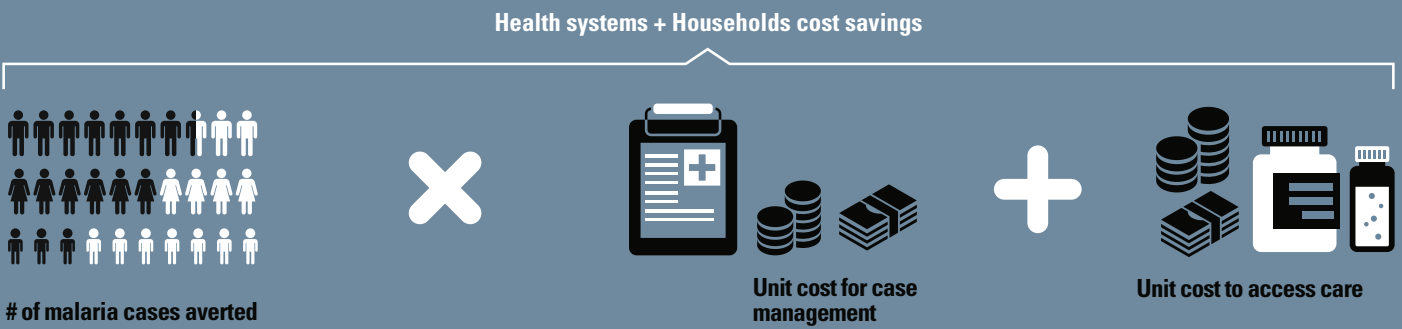 Health systems + Households cost savings
# of malaria cases averted
Unit cost for case
management
Unit cost to access care